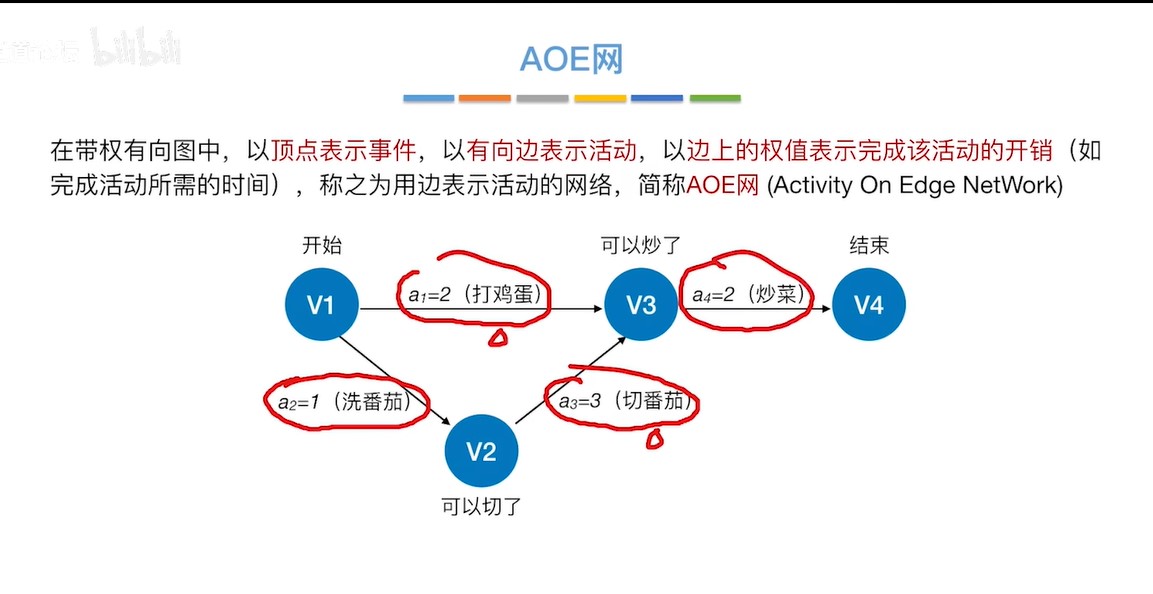 bilibili
AOE网
在带权有向图中，以顶点表示事件，以有向边表示活动，以边上的权值表示完成该活动的开销（如
完成活动所需的时间），称之为用边表示活动的网络，简称AOE网 (Activity On Edge NetWork)
开始
可以炒了
结束
V1
a1=2（打鸡蛋）
V3
a4=2（炒菜）
V4
a2=1（洗番茄）
a3=3（切番茄）
V2
可以切了